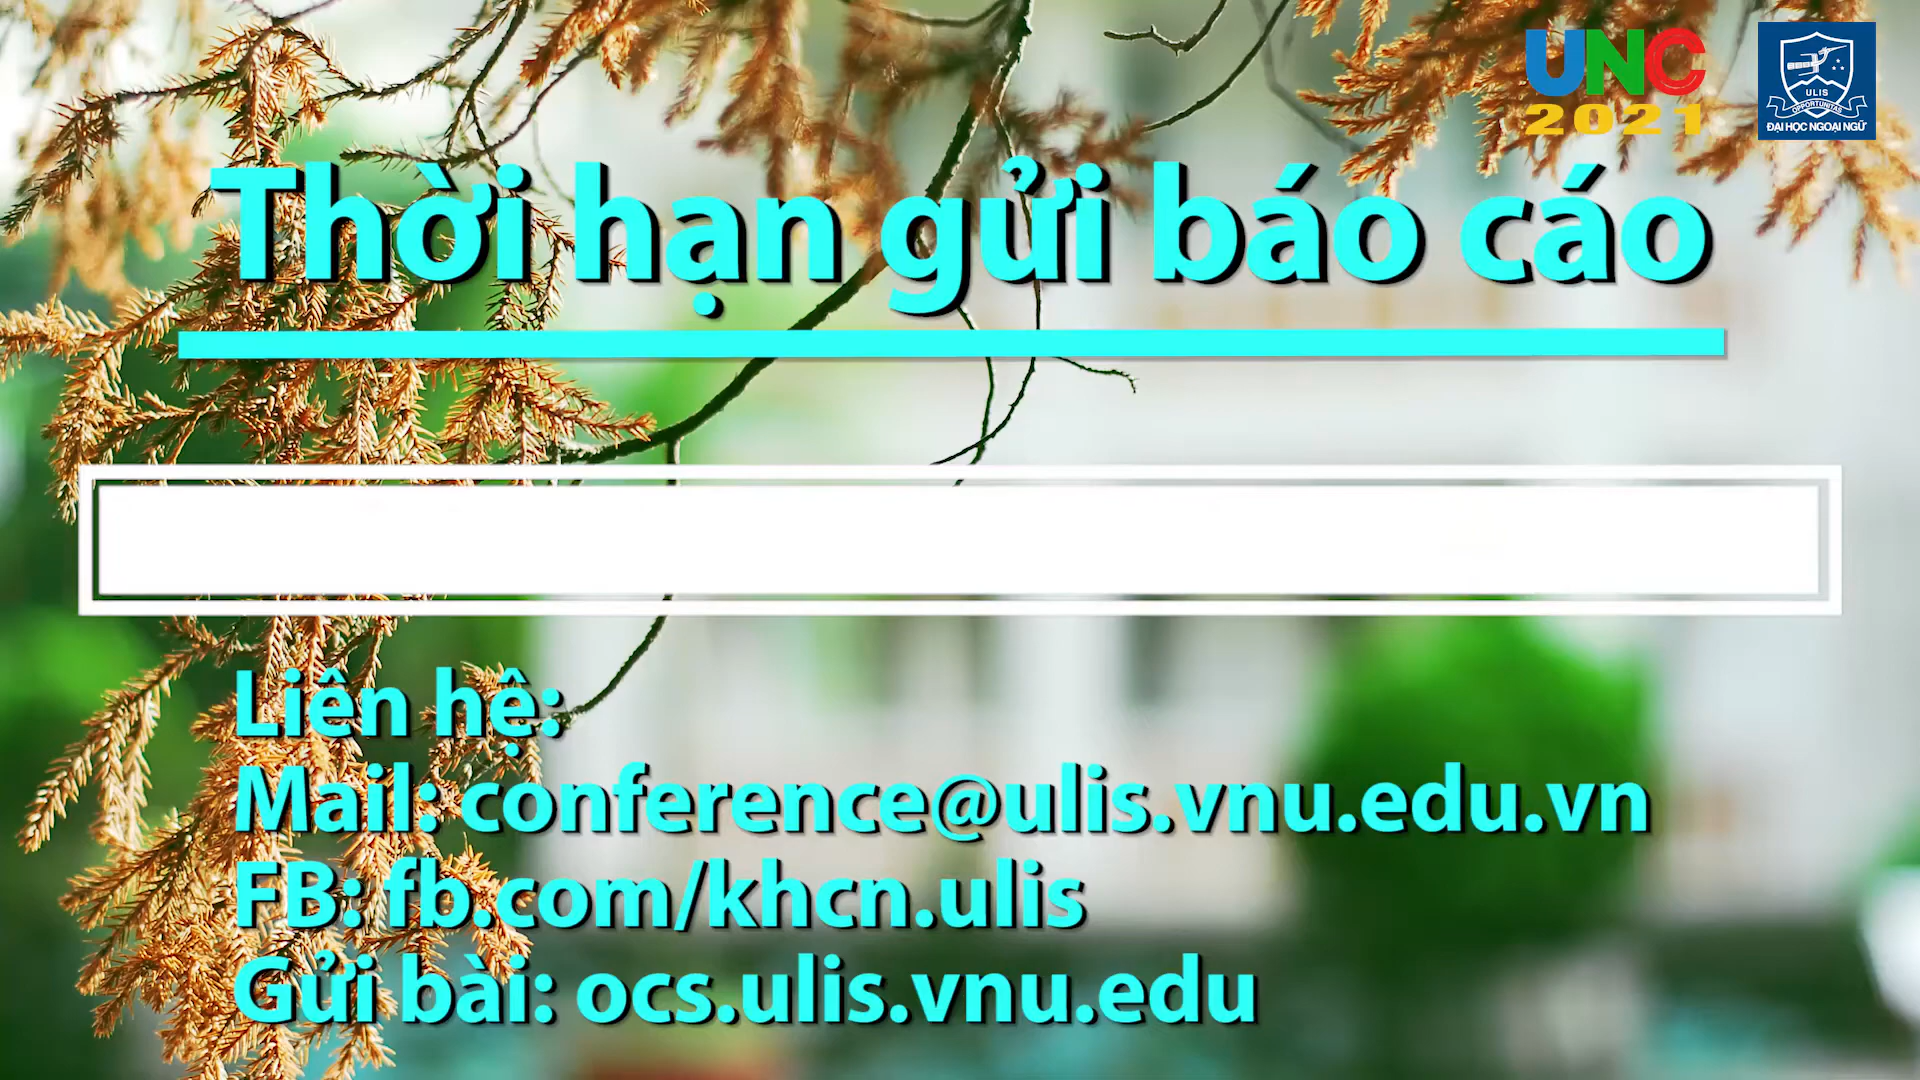 UNC
2021
ULIS
OPPORTUNITAS
ĐẠI HỌC NGOẠI NGỮ
Thời hạn gửi báo cáo
Liên hệ:
Mail: conference@ulis.vnu.edu.vn
FB: fb.com/khcn.ulis
Gửi bài: ocs.ulis.vnu.edu